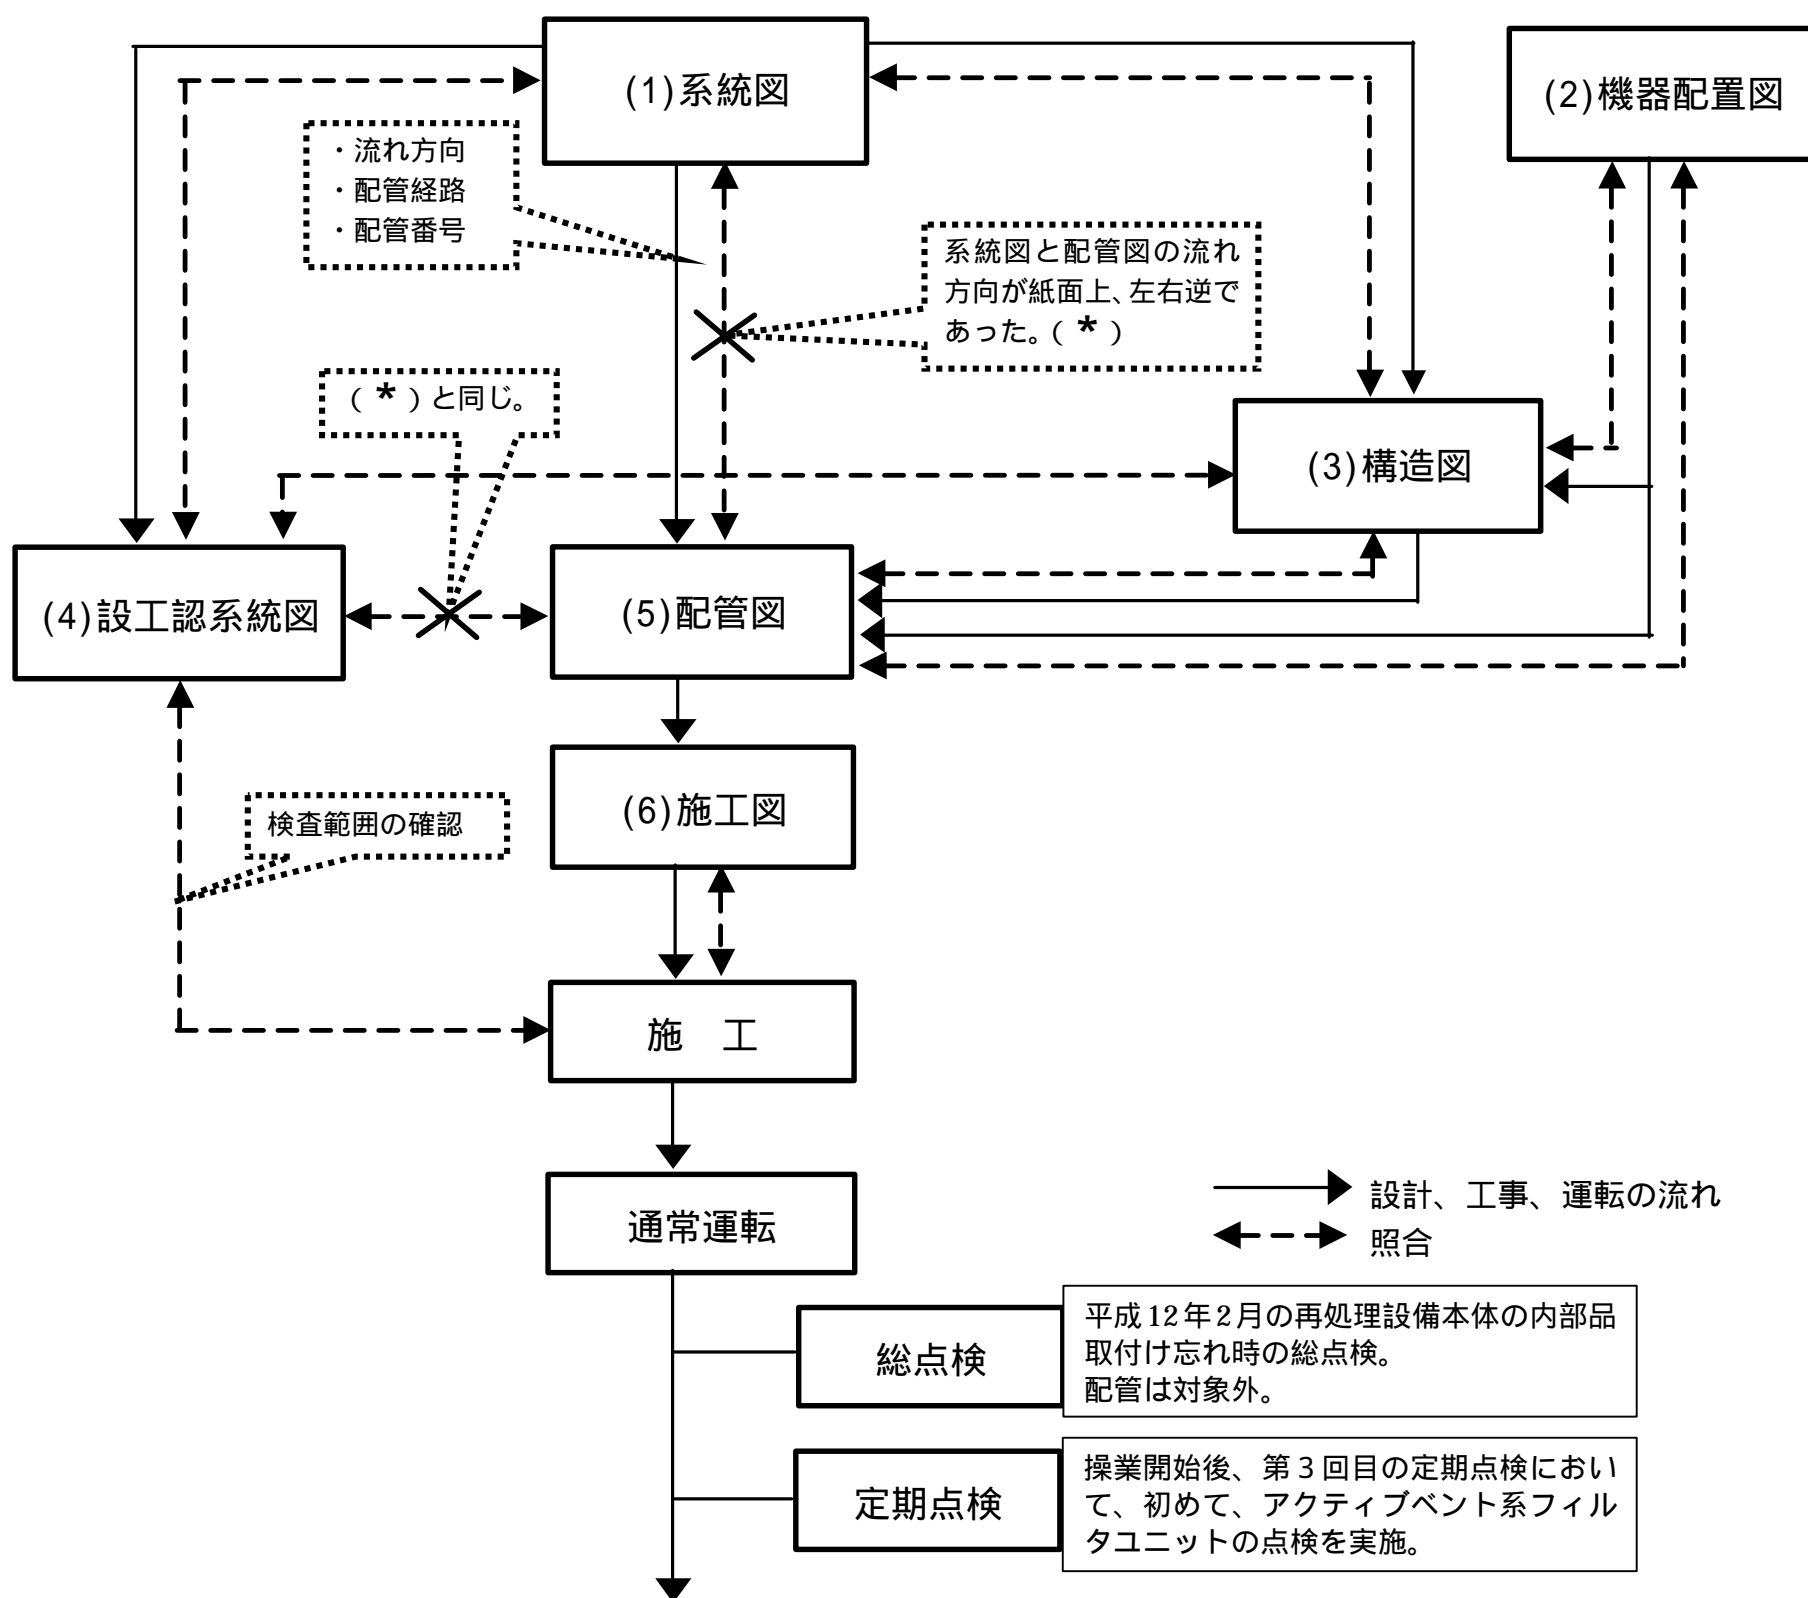 (1)系統図
(2)機器配置図
・流れ方向
・配管経路
・配管番号
系統図と配管図の流れ
方向が紙面上、左右逆で
あった。(*)
(*)と同じ。
(3)構造図
(4)設工認系統図
(5)配管図
(6)施工図
検査範囲の確認
施 工
通常運転
設計、工事、運転の流れ
照合
総点検
平成12年2月の再処理設備本体の内部品
取付け忘れ時の総点検。
配管は対象外。
定期点検
操業開始後、第3回目の定期点検におい
て、初めて、アクティブベント系フィル
タユニットの点検を実施。